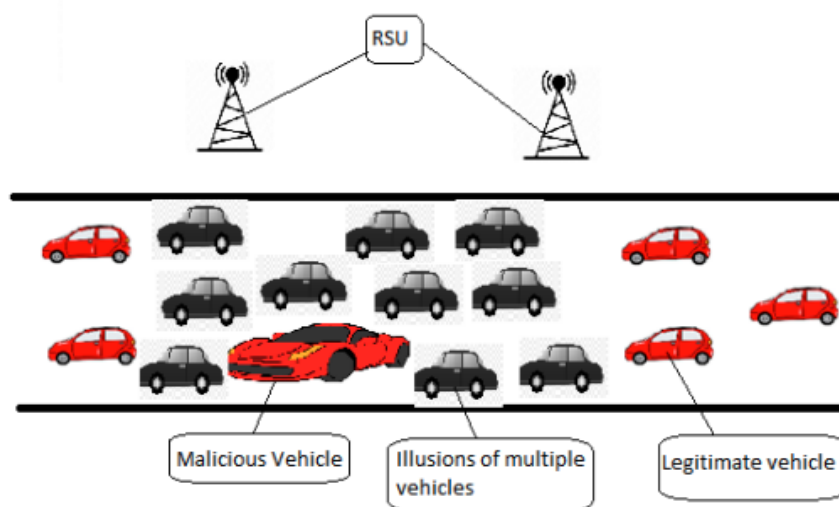 RSU
Malicious Vehicle
Illusions of multiple
vehicles
Legitimate vehicle